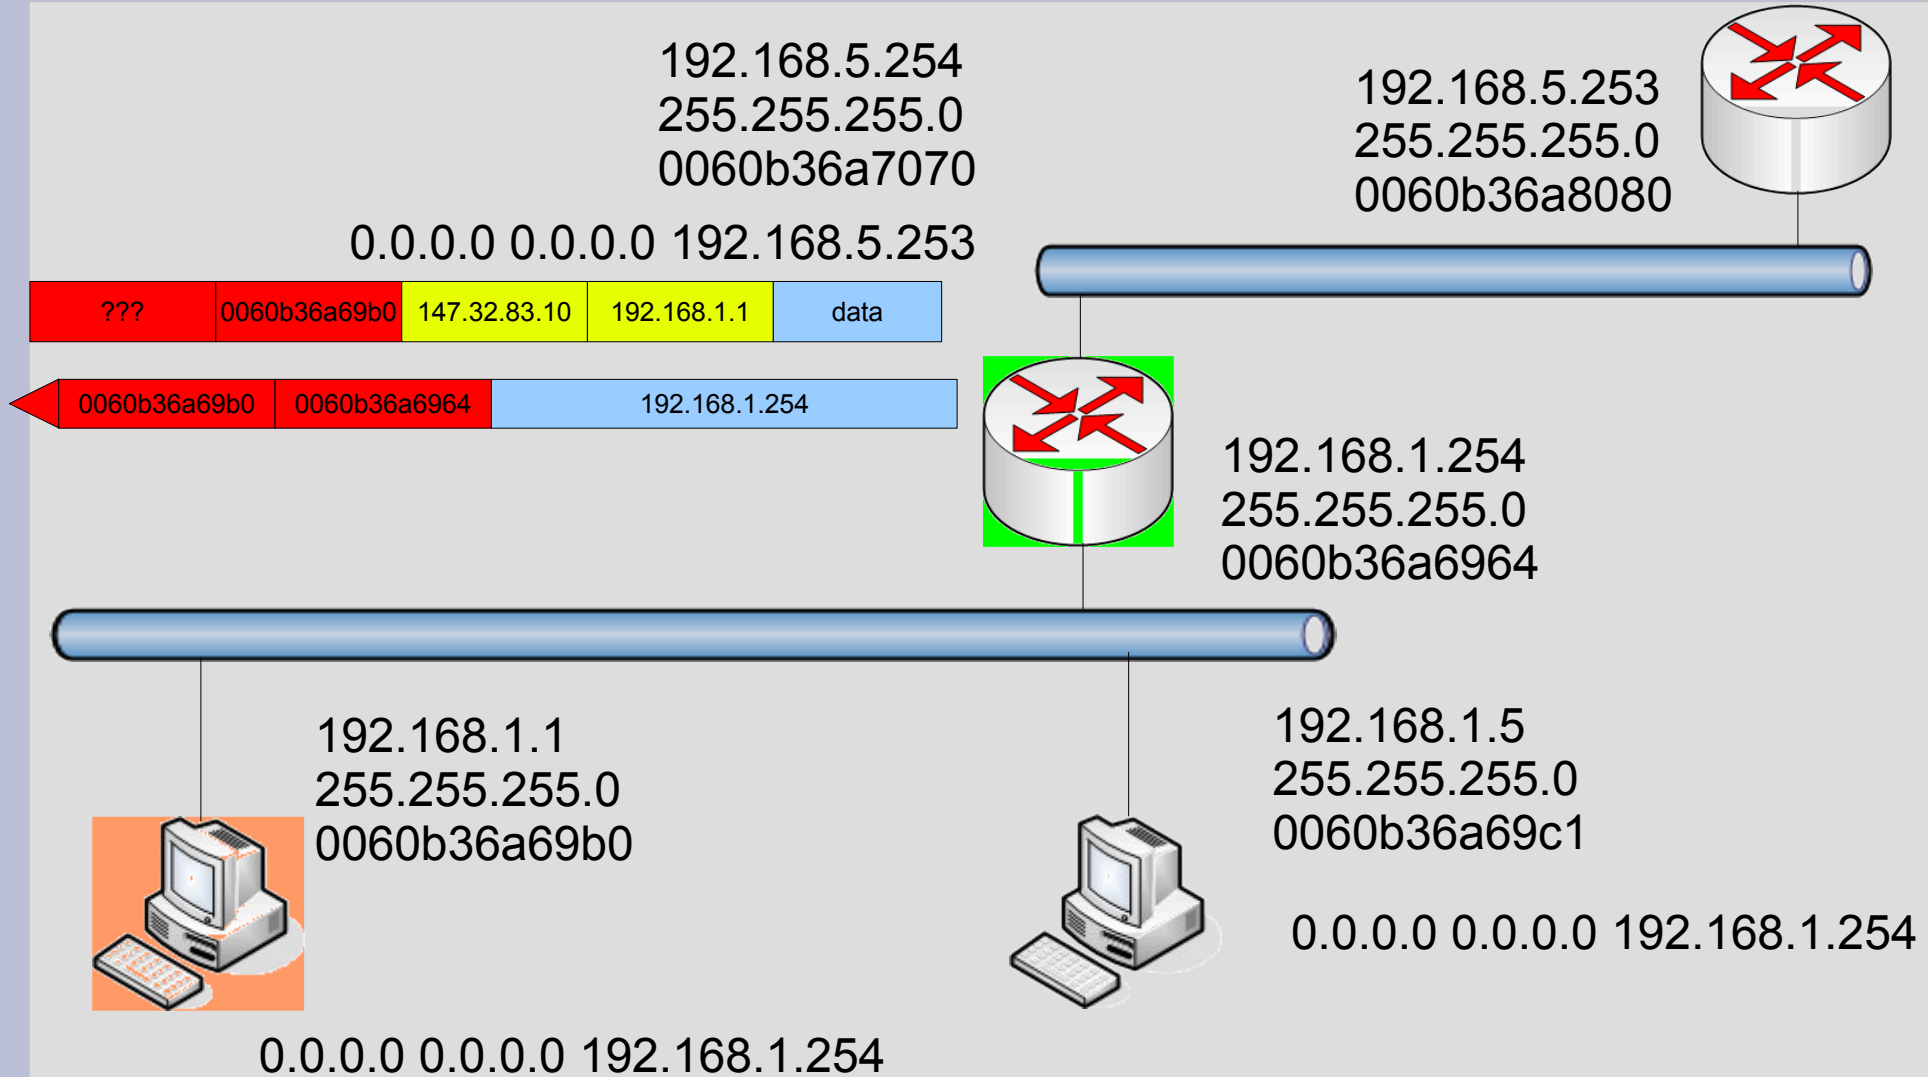 192.168.5.254
255.255.255.0
0060b36a7070
192.168.5.253
255.255.255.0
0060b36a8080
0.0.0.0 0.0.0.0 192.168.5.253
??? 0060b36a69b0 147.32.83.10 192.168.1.1 data
0060b36a69b0 0060b36a6964 192.168.1.254
192.168.1.254
255.255.255.0
0060b36a6964
192.168.1.1
255.255.255.0
0060b36a69b0
192.168.1.5
255.255.255.0
0060b36a69c1
0.0.0.0 0.0.0.0 192.168.1.254
0.0.0.0 0.0.0.0 192.168.1.254